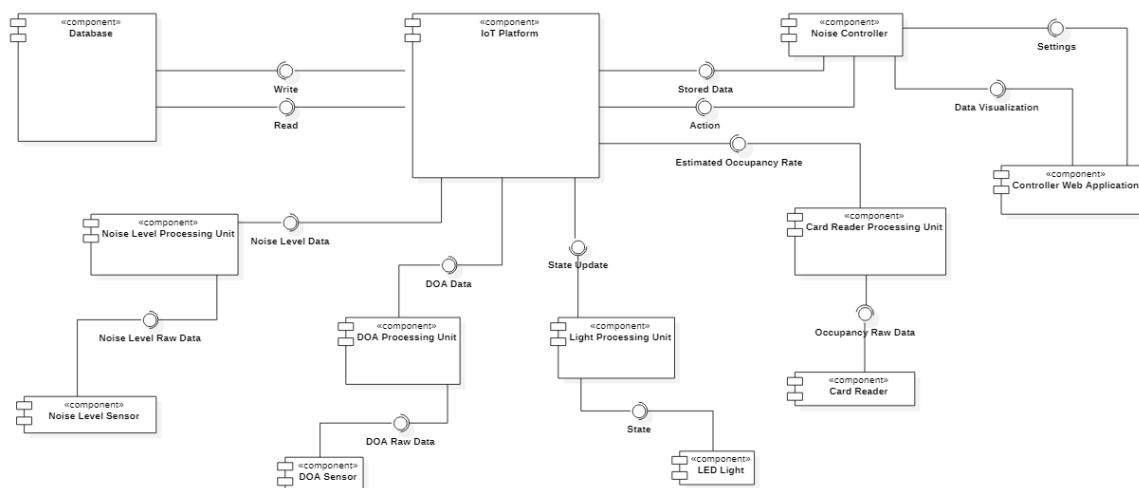 «component»
Database
«component»
IoT Platform
«component»
Noise Controller
Settings
Write
Stored Data
Data Visualization
Read
Action
Estimated Occupancy Rate
«component»
Controller Web Application
«component»
Noise Level Processing Unit
Noise Level Data
«component»
Card Reader Processing Unit
State Update
DOA Data
Noise Level Raw Data
«component»
DOA Processing Unit
«component»
Light Processing Unit
Occupancy Raw Data
«component»
Card Reader
«component»
Noise Level Sensor
DOA Raw Data
State
«component»
DOA Sensor
«component»
LED Light